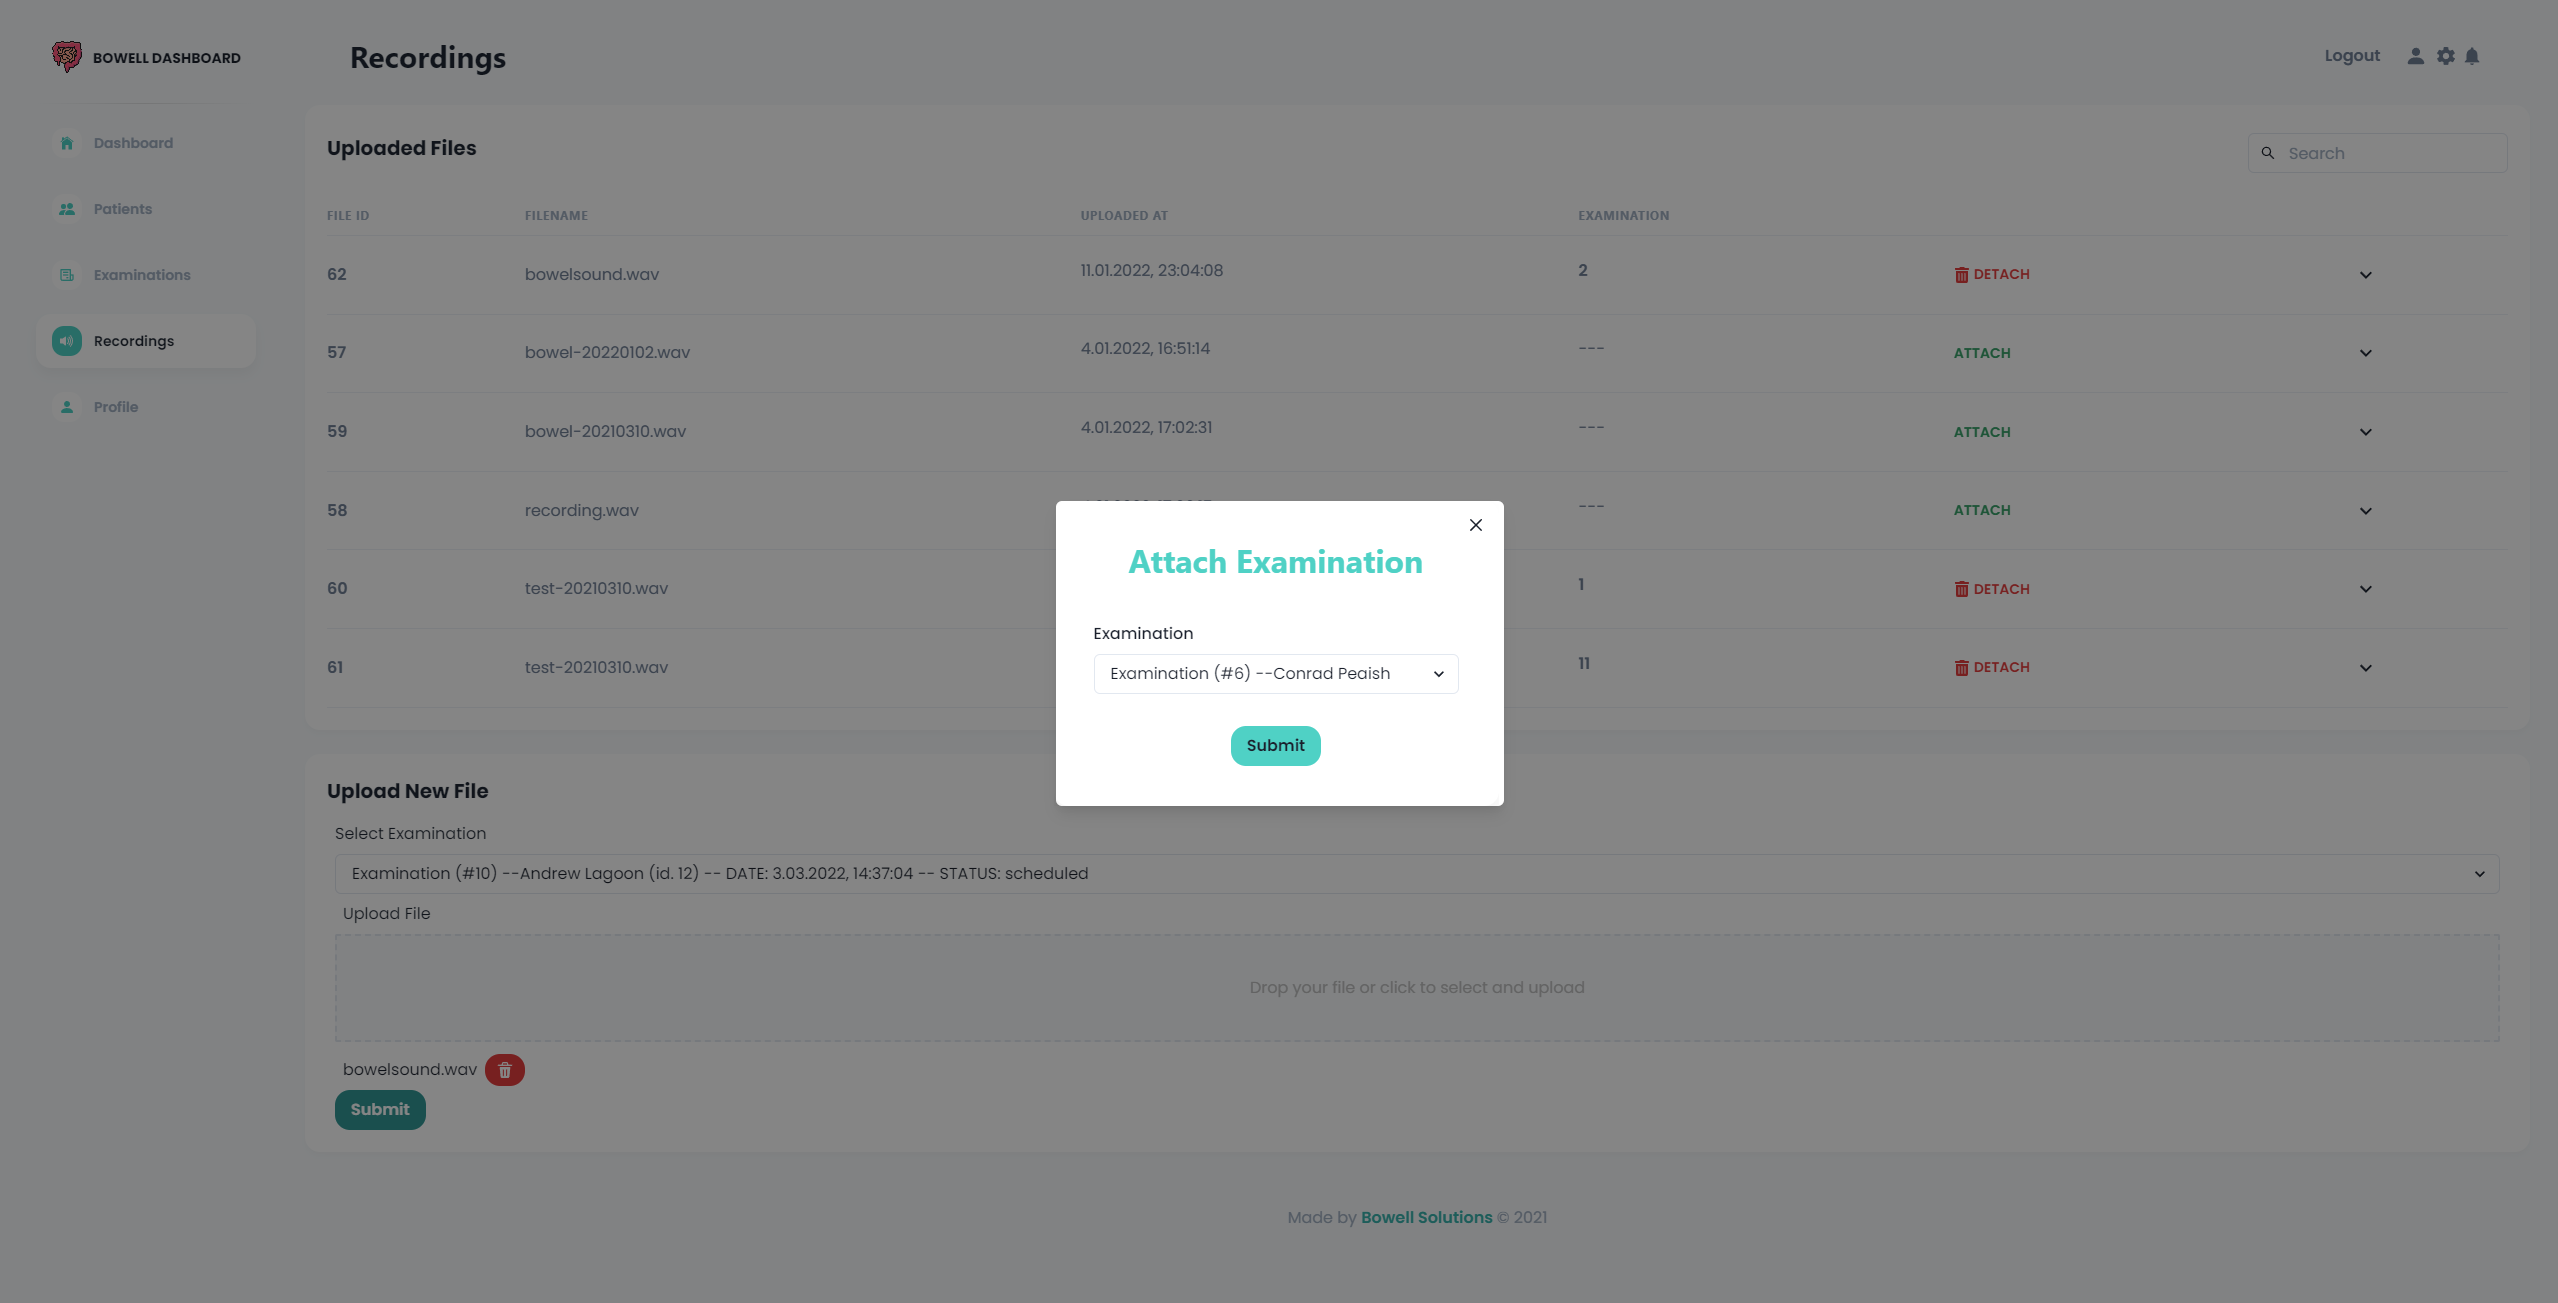 BOWELL DASHBOARD
Recordings
Logout
Dashboard
Patients
Examinations
Recordings
Profile
Uploaded Files
Search
FILE ID FILENAME UPLOADED AT EXAMINATION
62 bowelsound.wav 11.01.2022, 23:04:08 2 DETACH
57 bowel-20220102.wav 4.01.2022, 16:51:14 --- ATTACH
59 bowel-20210310.wav 4.01.2022, 17:02:31 --- ATTACH
58 recording.wav --- ATTACH
60 test-20210310.wav 1 DETACH
61 test-20210310.wav 11 DETACH
Attach Examination
Examination
Examination (#6) --Conrad Peaish
Submit
Upload New File
Select Examination
Examination (#10) --Andrew Lagoon (id. 12) -- DATE: 3.03.2022, 14:37:04 -- STATUS: scheduled
Upload File
Drop your file or click to select and upload
bowelsound.wav
Submit
Made by Bowell Solutions © 2021